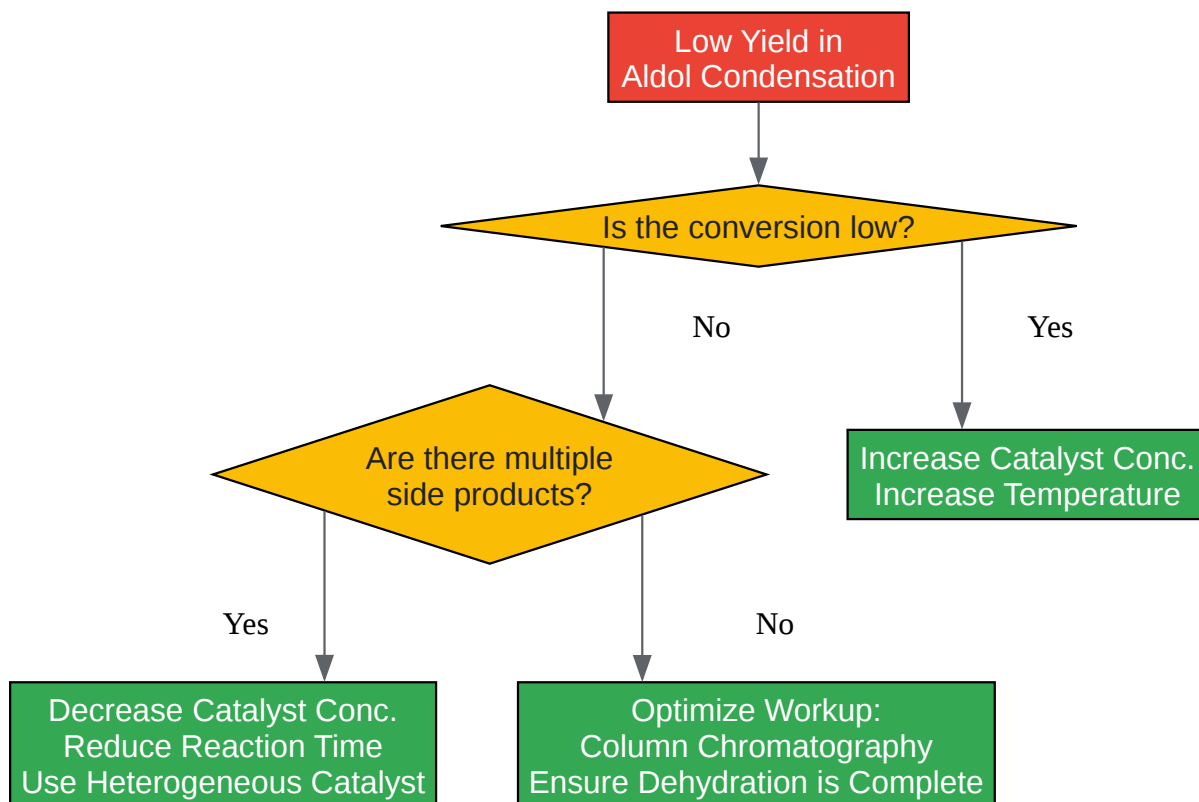 Low Yield in
Aldol Condensation
Is the conversion low?
No
Yes
Are there multiple
side products?
Increase Catalyst Conc.
Increase Temperature
Yes
No
Decrease Catalyst Conc.
Reduce Reaction Time
Use Heterogeneous Catalyst
Optimize Workup:
Column Chromatography
Ensure Dehydration is Complete